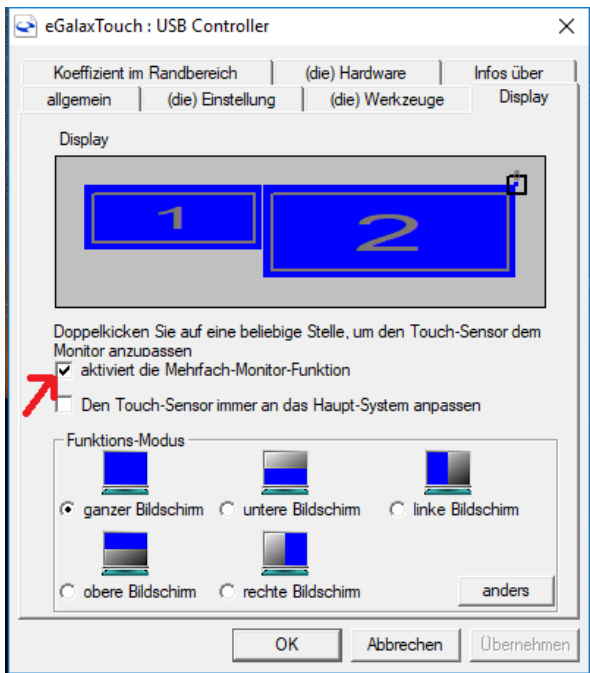 eGalaxTouch : USB Controller
Koeffizient im Randbereich
(die) Hardware
Infos über
allgemein
(die) Einstellung
(die) Werkzeuge
Display
Display
1
2
Doppelkicken Sie auf eine beliebige Stelle, um den Touch-Sensor dem
Monitor anzupassen
aktiviert die Mehrfach-Monitor-Funktion
Den Touch-Sensor immer an das Haupt-System anpassen
Funktions-Modus
ganzer Bildschirm
untere Bildschirm
linke Bildschirm
obere Bildschirm
rechte Bildschirm
anders
OK
Abbrechen
Übernehmen